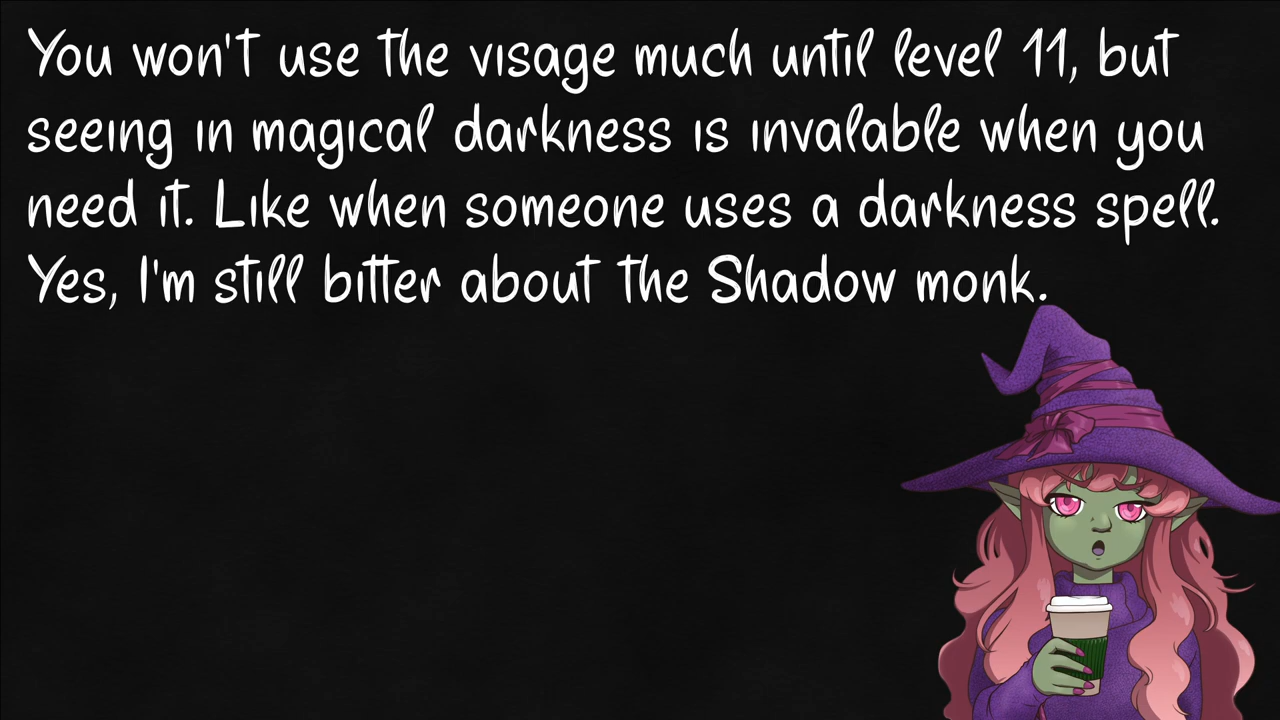 You won't use the visage much until level 11, but
seeing in magical darkness is invalable when you
need it. Like when someone uses a darkness spell.
Yes, I'm still bitter about the Shadow monk.